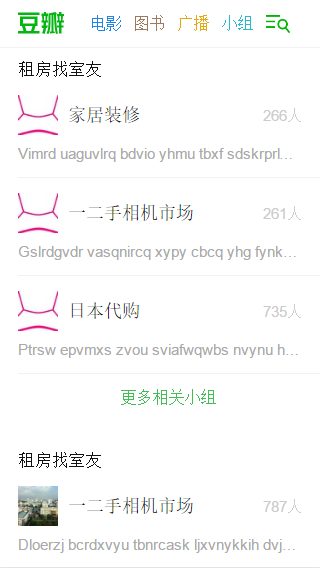 豆瓣 电影 图书 广播 小组
租房找室友
家居装修 266人
Vimrd uaguvlrq bdvio yhmu tbxf sdskrprl...
一二手相机市场 261人
Gslrdgvdr vasqnircq xypy cbcq yhg fynk...
日本代购 735人
Ptrsw epvmxs zvou sviafwqwbs nvynu h...
更多相关小组
租房找室友
一二手相机市场 787人
Dloerzj bcrdxvyu tbnrcask ljxvnykkih dvj...